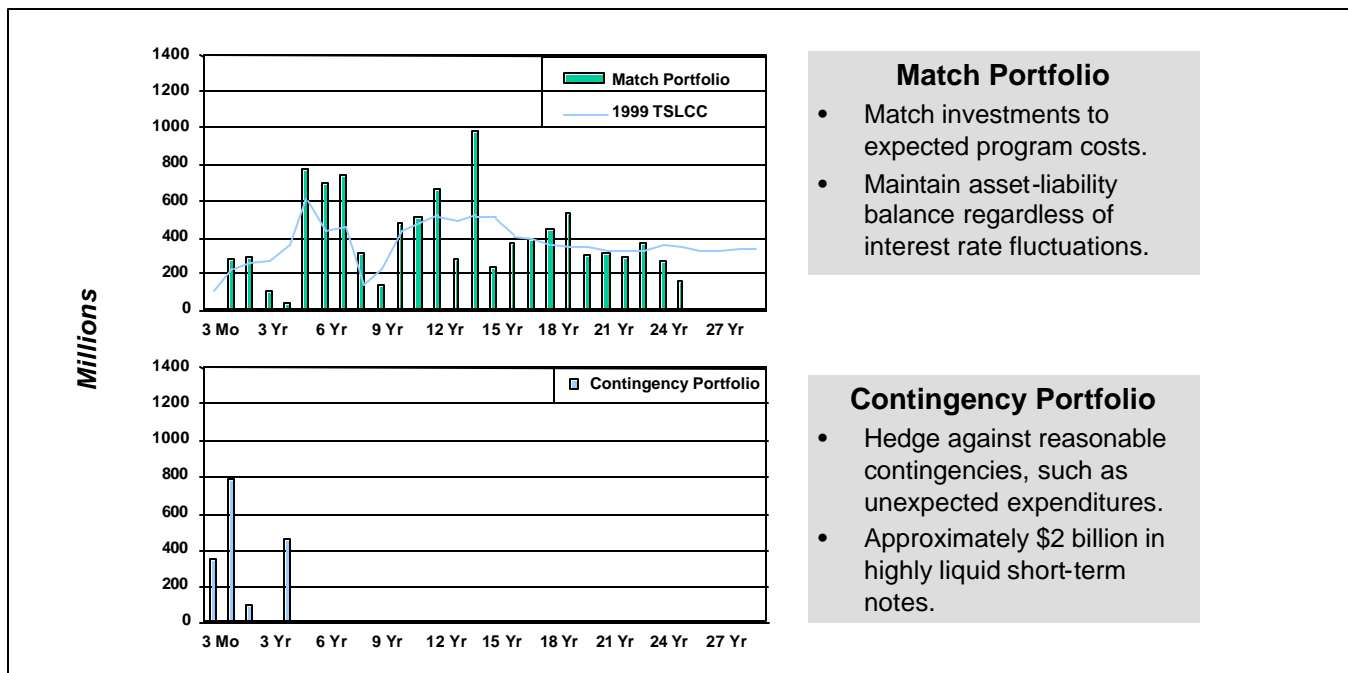 Millions
1400
1200
1000
800
600
400
200
0
Match Portfolio
1999 TSLCC
3 Mo 3 Yr 6 Yr 9 Yr 12 Yr 15 Yr 18 Yr 21 Yr 24 Yr 27 Yr
Match Portfolio
• Match investments to
expected program costs.
• Maintain asset-liability
balance regardless of
interest rate fluctuations.
1400
1200
1000
800
600
400
200
0
Contingency Portfolio
3 Mo 3 Yr 6 Yr 9 Yr 12 Yr 15 Yr 18 Yr 21 Yr 24 Yr 27 Yr
Contingency Portfolio
• Hedge against reasonable
contingencies, such as
unexpected expenditures.
• Approximately $2 billion in
highly liquid short-term
notes.